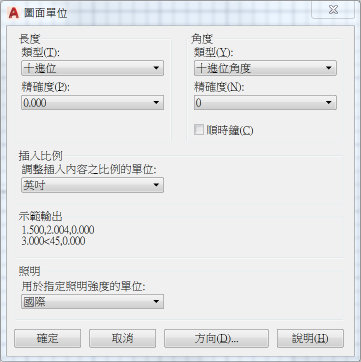 圖面單位
長度
類型(T):
十進位
精確度(P):
0.000
角度
類型(Y):
十進位角度
精確度(N):
0
順時鐘(C)
插入比例
調整插入內容之比例的單位:
英吋
示範輸出
1.500,2.004,0.000
3.000<45,0.000
照明
用於指定照明強度的單位:
國際
確定
取消
方向(D)...
說明(H)